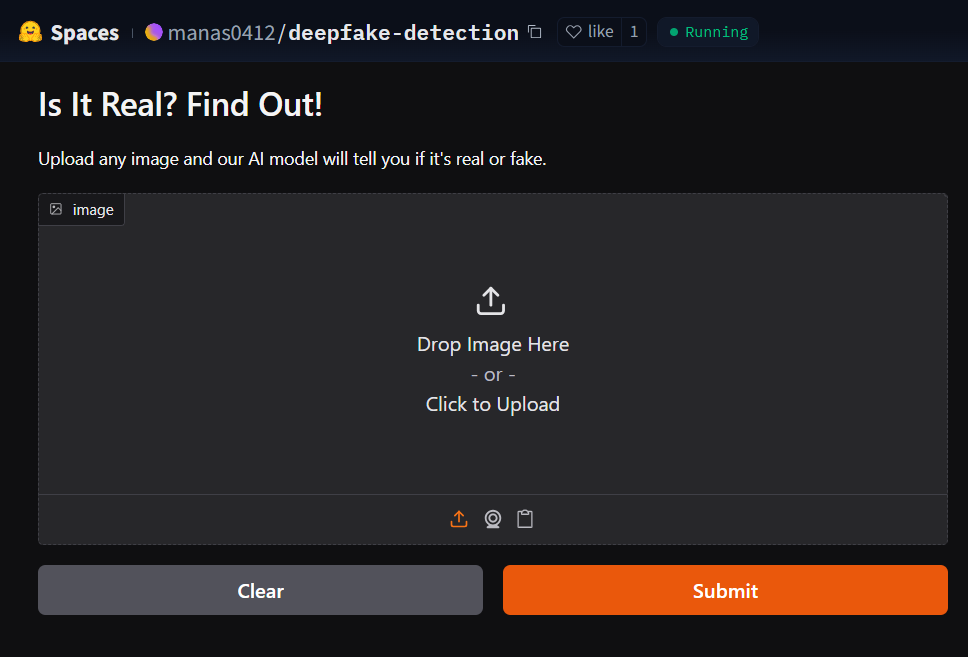 Spaces manas0412/deepfake-detection like 1 Running
Is It Real? Find Out!
Upload any image and our AI model will tell you if it's real or fake.
image
Drop Image Here
- or -
Click to Upload
Clear Submit